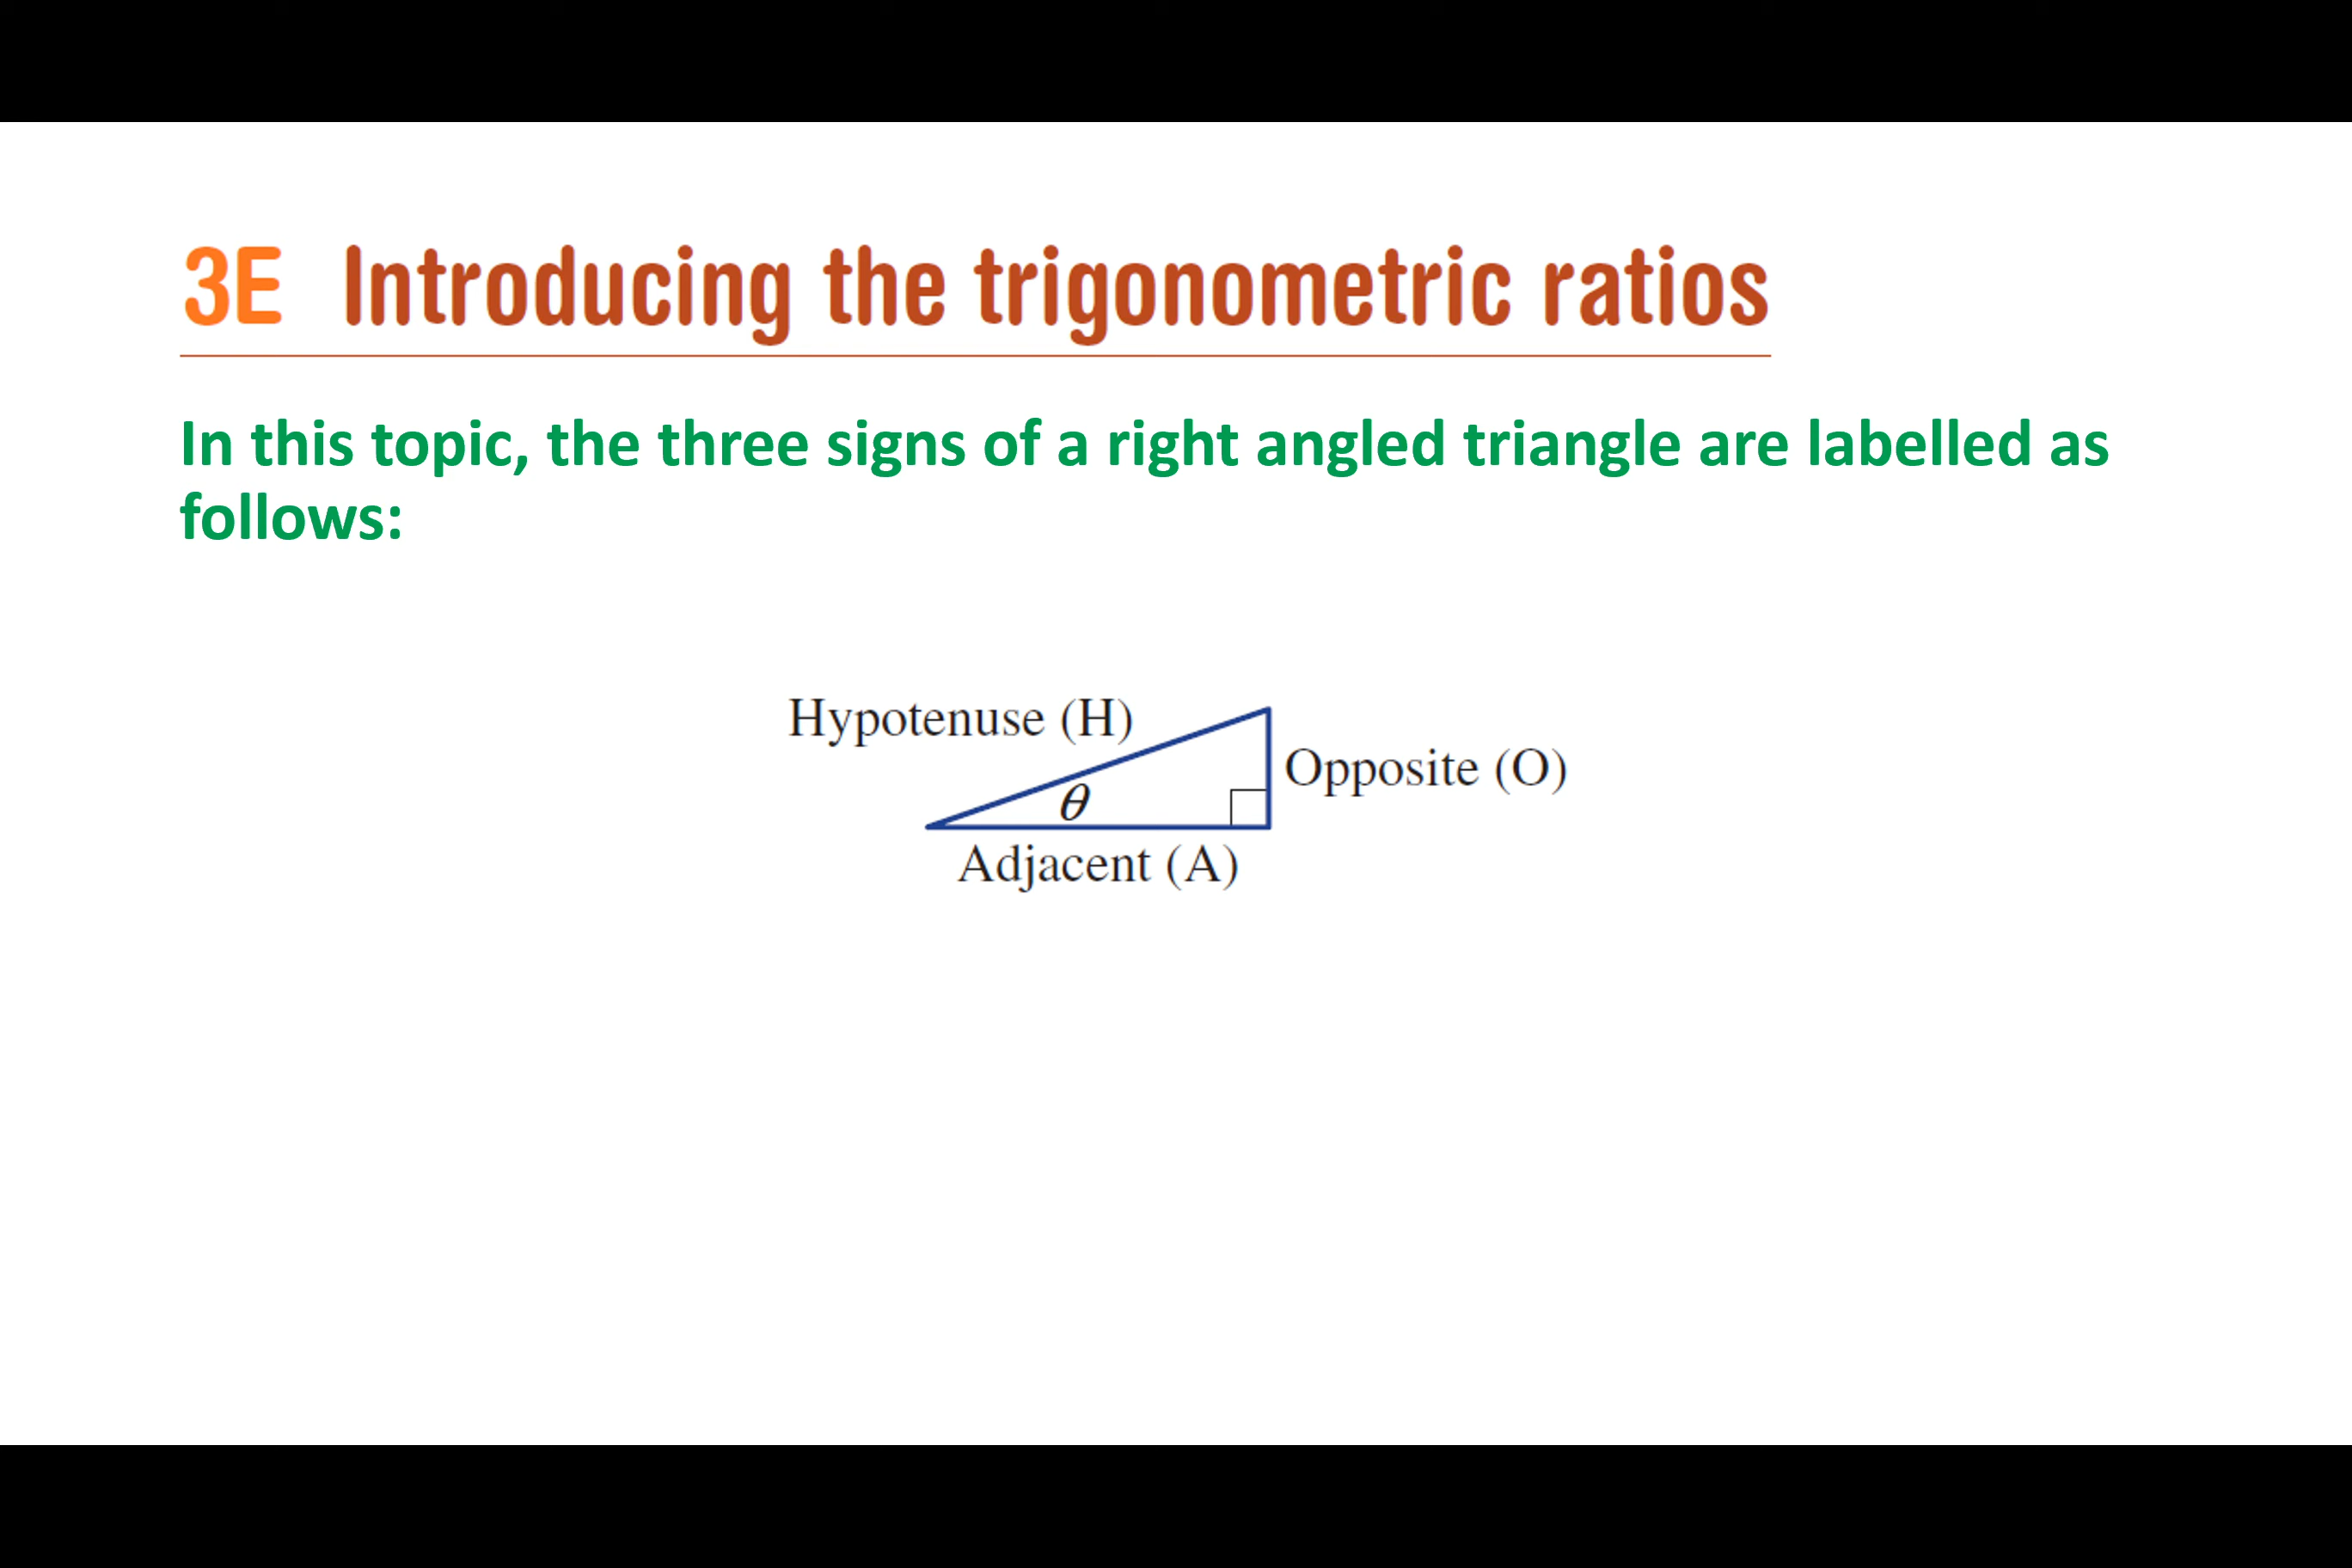 3E Introducing the trigonometric ratios
In this topic, the three signs of a right angled triangle are labelled as
follows:
Hypotenuse (H)
Opposite (O)
θ
Adjacent (A)